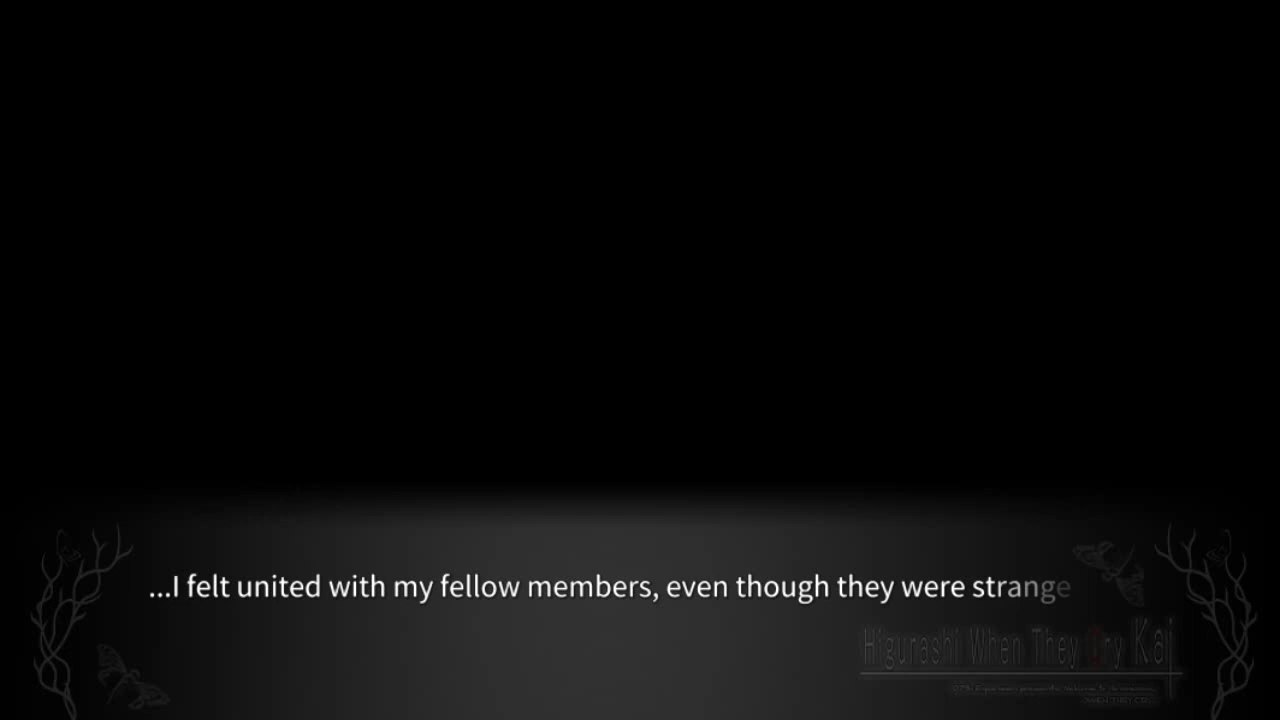 ...I felt united with my fellow members, even though they were strange
Higurashi When They Cry Kai